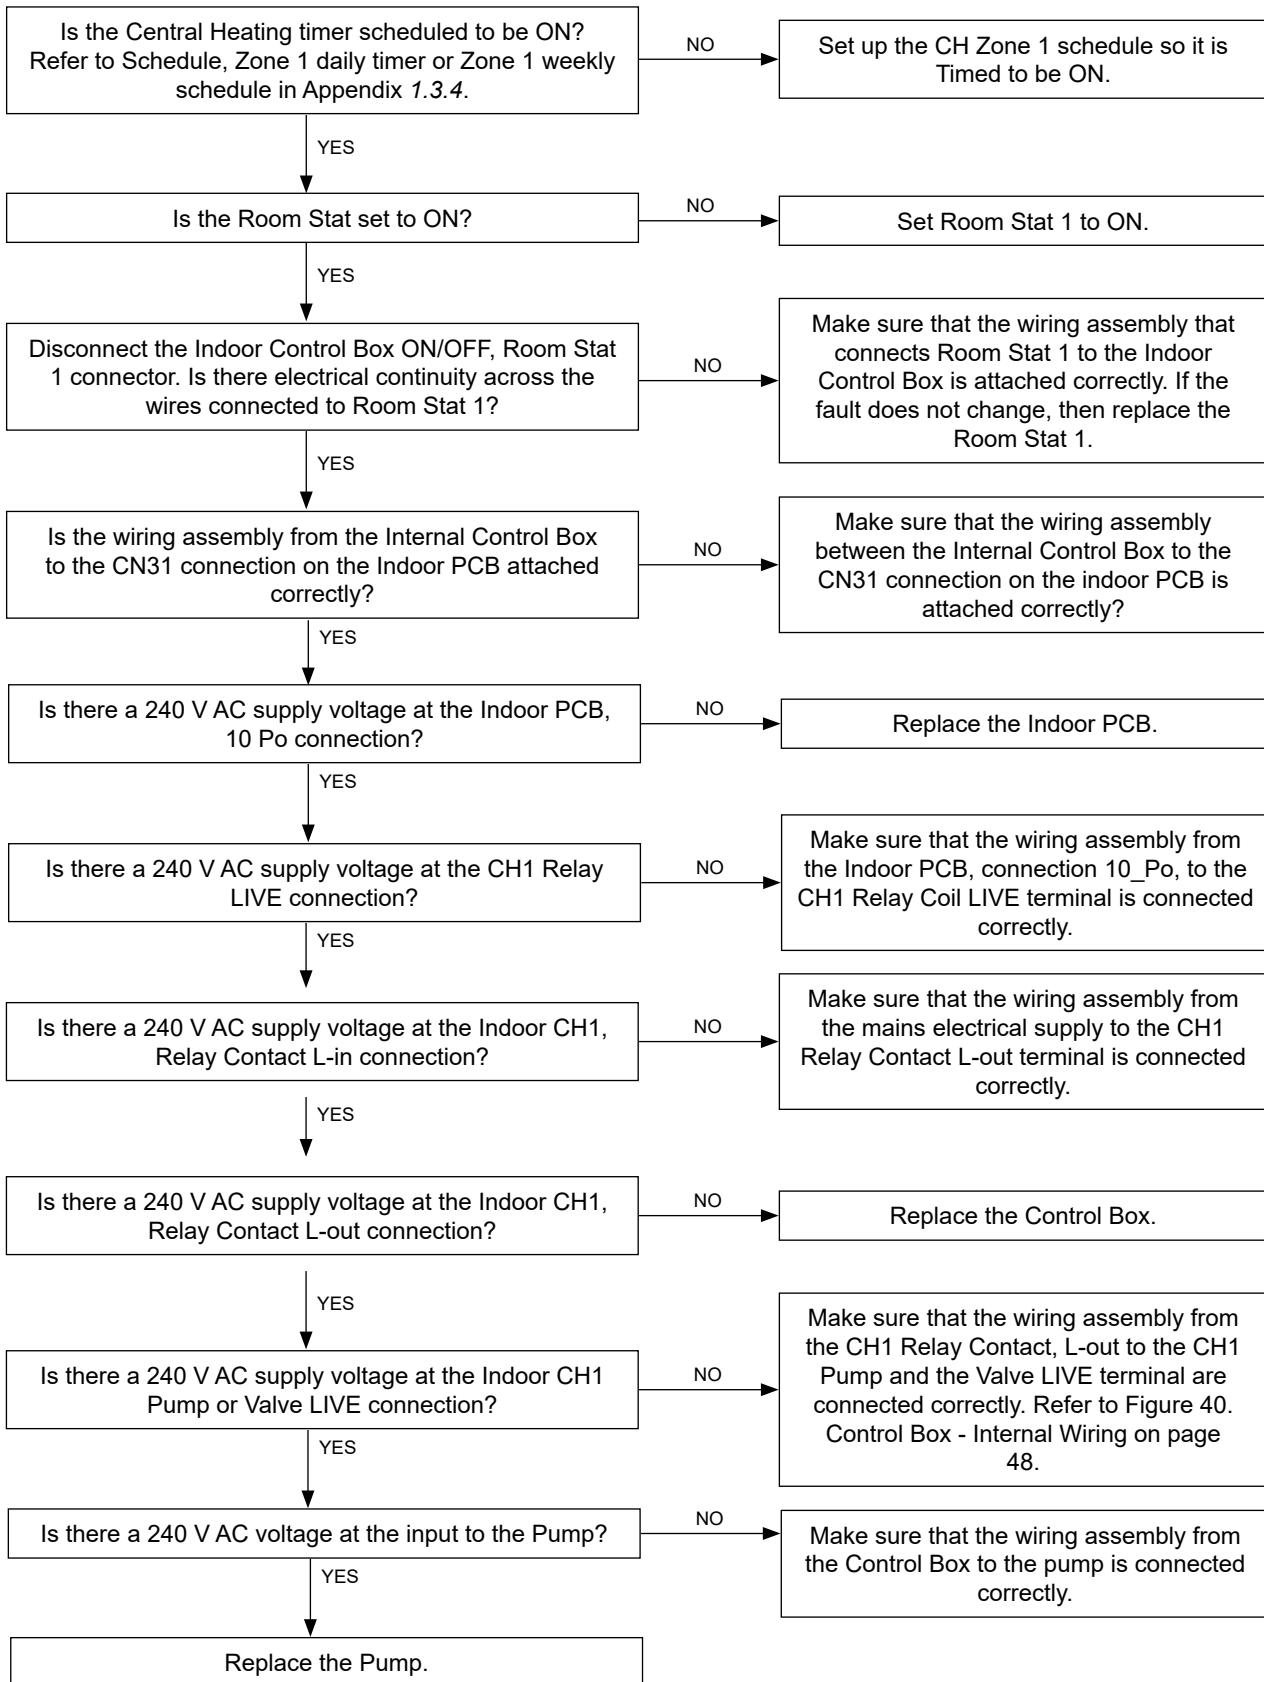 Is the Central Heating timer scheduled to be ON?
Refer to Schedule, Zone 1 daily timer or Zone 1 weekly
schedule in Appendix 1.3.4.
NO
Set up the CH Zone 1 schedule so it is
Timed to be ON.
YES
Is the Room Stat set to ON?
NO
Set Room Stat 1 to ON.
YES
Disconnect the Indoor Control Box ON/OFF, Room Stat
1 connector. Is there electrical continuity across the
wires connected to Room Stat 1?
NO
Make sure that the wiring assembly that
connects Room Stat 1 to the Indoor
Control Box is attached correctly. If the
fault does not change, then replace the
Room Stat 1.
YES
Is the wiring assembly from the Internal Control Box
to the CN31 connection on the Indoor PCB attached
correctly?
NO
Make sure that the wiring assembly
between the Internal Control Box to the
CN31 connection on the indoor PCB is
attached correctly?
YES
Is there a 240 V AC supply voltage at the Indoor PCB,
10 Po connection?
NO
Replace the Indoor PCB.
YES
Is there a 240 V AC supply voltage at the CH1 Relay
LIVE connection?
NO
Make sure that the wiring assembly from
the Indoor PCB, connection 10_Po, to the
CH1 Relay Coil LIVE terminal is connected
correctly.
YES
Is there a 240 V AC supply voltage at the Indoor CH1,
Relay Contact L-in connection?
NO
Make sure that the wiring assembly from
the mains electrical supply to the CH1
Relay Contact L-out terminal is connected
correctly.
YES
Is there a 240 V AC supply voltage at the Indoor CH1,
Relay Contact L-out connection?
NO
Replace the Control Box.
YES
Is there a 240 V AC supply voltage at the Indoor CH1
Pump or Valve LIVE connection?
NO
Make sure that the wiring assembly from
the CH1 Relay Contact, L-out to the CH1
Pump and the Valve LIVE terminal are
connected correctly. Refer to Figure 40.
Control Box - Internal Wiring on page
48.
YES
Is there a 240 V AC voltage at the input to the Pump?
NO
Make sure that the wiring assembly from
the Control Box to the pump is connected
correctly.
YES
Replace the Pump.